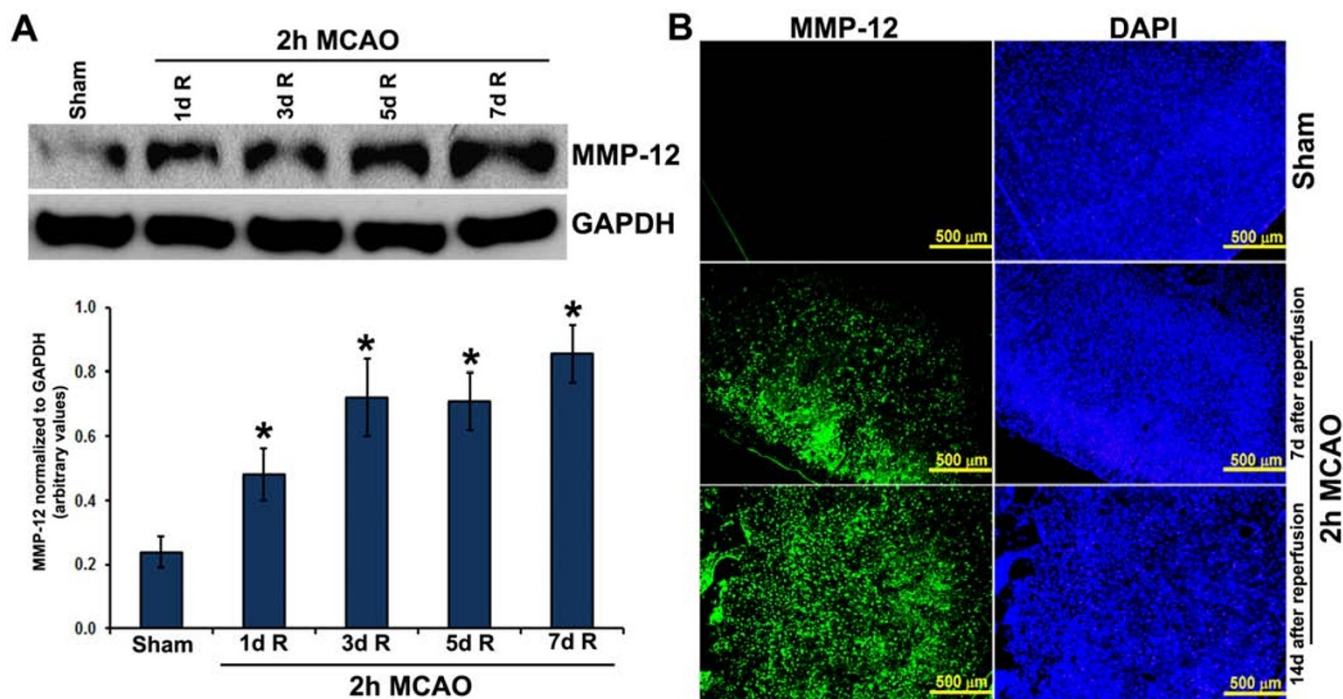 A
2h MCAO
Sham
1d R
3d R
5d R
7d R
MMP-12
GAPDH
1.0
0.8
0.6
0.4
0.2
0.0
MMP-12 normalized to GAPDH
(arbitrary values)
*
*
*
*
Sham
1d R
3d R
5d R
7d R
2h MCAO
B
MMP-12
DAPI
500 μm
500 μm
Sham
500 μm
500 μm
7d after reperfusion
500 μm
500 μm
14d after reperfusion
2h MCAO